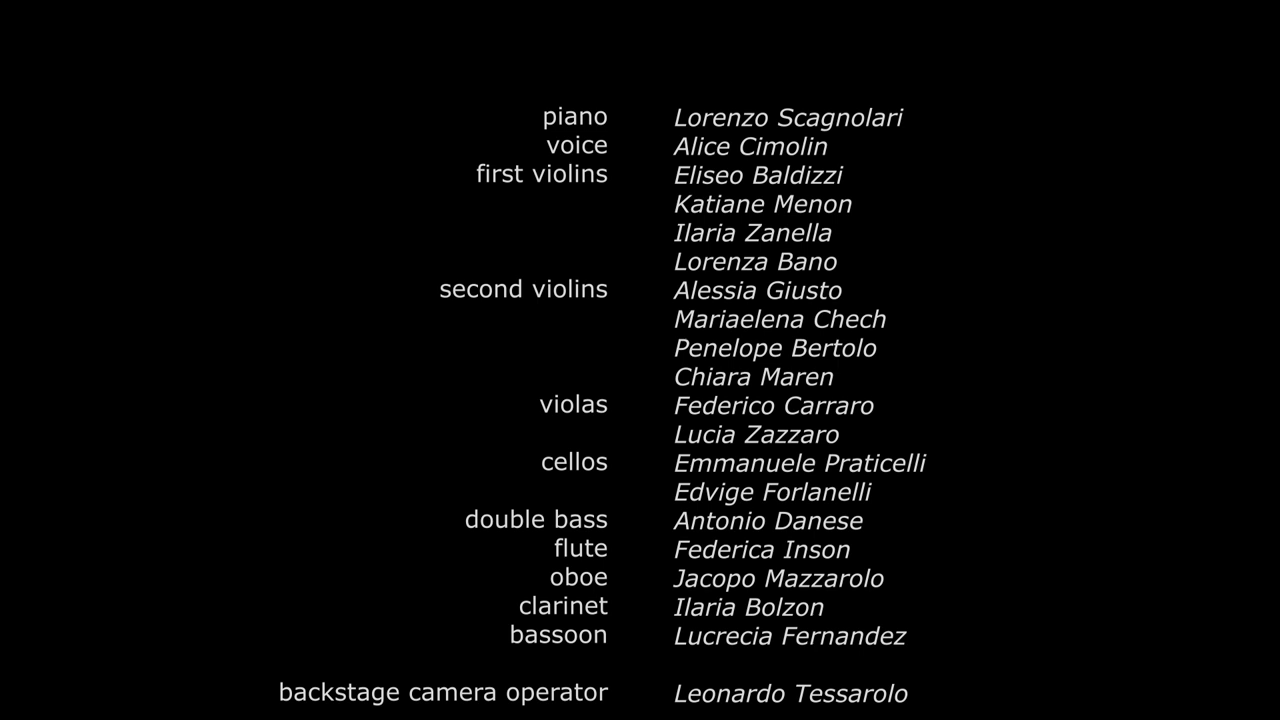 piano Lorenzo Scagnolari
voice Alice Cimolin
first violins Eliseo Baldizzi
Katiane Menon
Ilaria Zanella
Lorenza Bano
second violins Alessia Giusto
Mariaelena Chech
Penelope Bertolo
Chiara Maren
violas Federico Carraro
Lucia Zazzaro
cellos Emmanuele Praticelli
Edvige Forlanelli
double bass Antonio Danese
flute Federica Inson
oboe Jacopo Mazzarolo
clarinet Ilaria Bolzon
bassoon Lucrecia Fernandez
backstage camera operator Leonardo Tessarolo